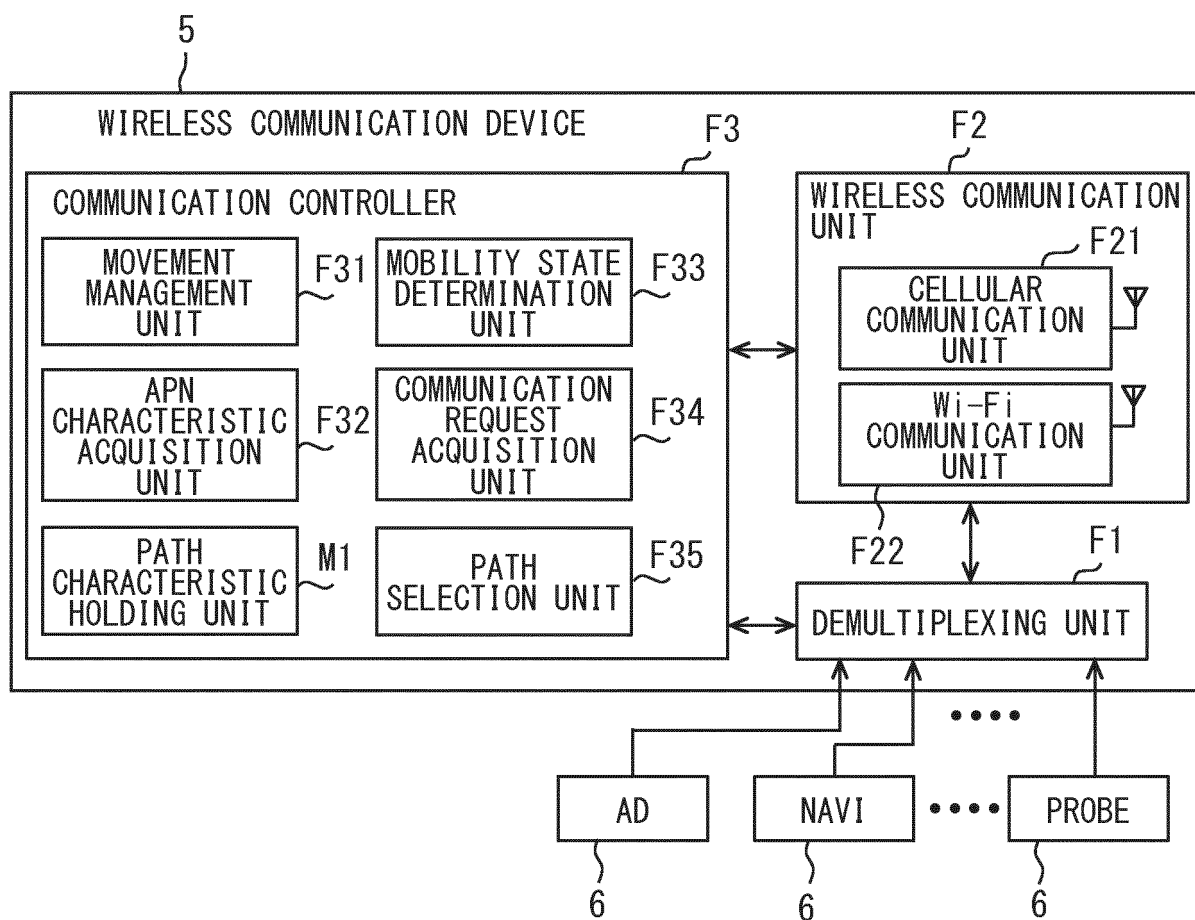 5
WIRELESS COMMUNICATION DEVICE
F3
COMMUNICATION CONTROLLER
MOVEMENT
MANAGEMENT
UNIT
F31
MOBILITY STATE
DETERMINATION
UNIT
F33
APN
CHARACTERISTIC
ACQUISITION
UNIT
F32
COMMUNICATION
REQUEST
ACQUISITION
UNIT
F34
PATH
CHARACTERISTIC
HOLDING UNIT
M1
PATH
SELECTION UNIT
F35
F2
WIRELESS COMMUNICATION
UNIT
F21
CELLULAR
COMMUNICATION
UNIT
Wi-Fi
COMMUNICATION
UNIT
F22
F1
DEMULTIPLEXING UNIT
AD
NAVI
PROBE
6
6
6